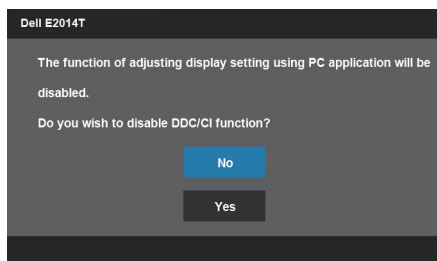 Dell E2014T
The function of adjusting display setting using PC application will be
disabled.
Do you wish to disable DDC/CI function?
No
Yes